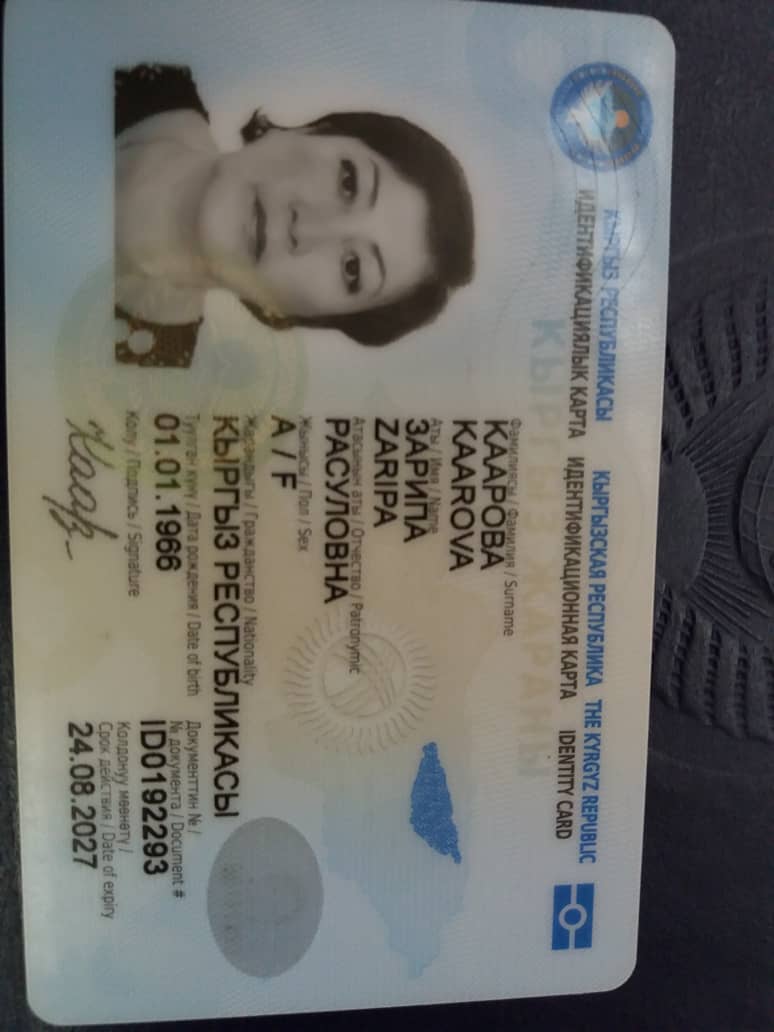 КЫРГЫЗ РЕСПУБЛИКАСЫ КЫРГЫЗСКАЯ РЕСПУБЛИКА THE KYRGYZ REPUBLIC
ИДЕНТИФИКАЦИЯЛЫК КАРТА ИДЕНТИФИКАЦИОННАЯ КАРТА IDENTITY CARD
КЫРГЫЗ ЖАРАНЫ
Фамилиясы / Фамилия / Surname
КААРОВА
KAAROVA
Аты / Имя / Name
ЗАРИПА
ZARIPA
Атасынын аты / Отчество / Patronymic
РАСУЛОВНА
Жынысы / Пол / Sex
А / F
Жарандыгы / Гражданство / Nationality
КЫРГЫЗ РЕСПУБЛИКАСЫ
Туулган күнү / Дата рождения / Date of birth
01.01.1966
Документтин № /
№ документа / Document #
ID0192293
Колу / Подпись / Signature
Каар
Колдонуу мөөнөтү /
Срок действия / Date of expiry
24.08.2027